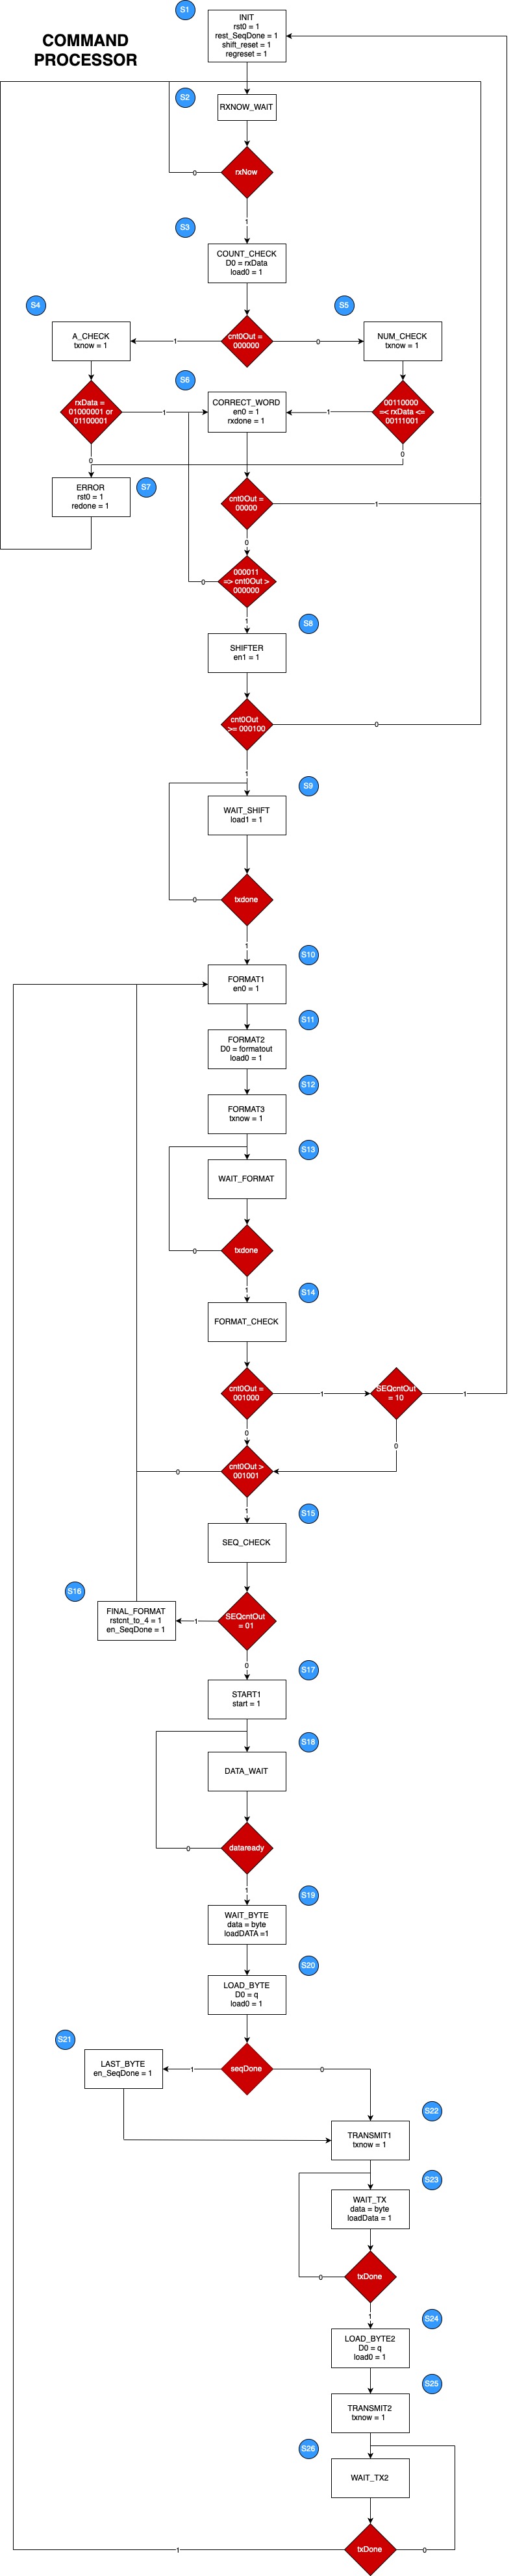 COMMAND
PROCESSOR
S1
INIT
rst0 = 1
rest_SeqDone = 1
shift_reset = 1
regreset = 1
S2
RXNOW_WAIT
rxNow
0
1
S3
COUNT_CHECK
D0 = rxData
load0 = 1
cnt0Out =
000000
1
0
S4
A_CHECK
txnow = 1
S5
NUM_CHECK
txnow = 1
rxData =
01000001 or
01100001
1
0
S6
CORRECT_WORD
en0 = 1
rxdone = 1
00110000
=< rxData <=
00111001
1
0
S7
ERROR
rst0 = 1
redone = 1
cnt0Out =
00000
1
0
000011
=> cnt0Out >
000000
0
1
S8
SHIFTER
en1 = 1
cnt0Out
>= 000100
0
1
S9
WAIT_SHIFT
load1 = 1
txdone
0
1
S10
FORMAT1
en0 = 1
S11
FORMAT2
D0 = formatout
load0 = 1
S12
FORMAT3
txnow = 1
S13
WAIT_FORMAT
txdone
0
1
S14
FORMAT_CHECK
cnt0Out =
001000
1
0
SEQcntOut
= 10
1
0
cnt0Out >
001001
0
1
S15
SEQ_CHECK
S16
FINAL_FORMAT
rstcnt_to_4 = 1
en_SeqDone = 1
SEQcntOut
= 01
1
0
S17
START1
start = 1
S18
DATA_WAIT
dataready
0
1
S19
WAIT_BYTE
data = byte
loadDATA =1
S20
LOAD_BYTE
D0 = q
load0 = 1
seqDone
1
0
S21
LAST_BYTE
en_SeqDone = 1
S22
TRANSMIT1
txnow = 1
S23
WAIT_TX
data = byte
loadData = 1
txDone
0
1
S24
LOAD_BYTE2
D0 = q
load0 = 1
S25
TRANSMIT2
txnow = 1
S26
WAIT_TX2
txDone
1
0